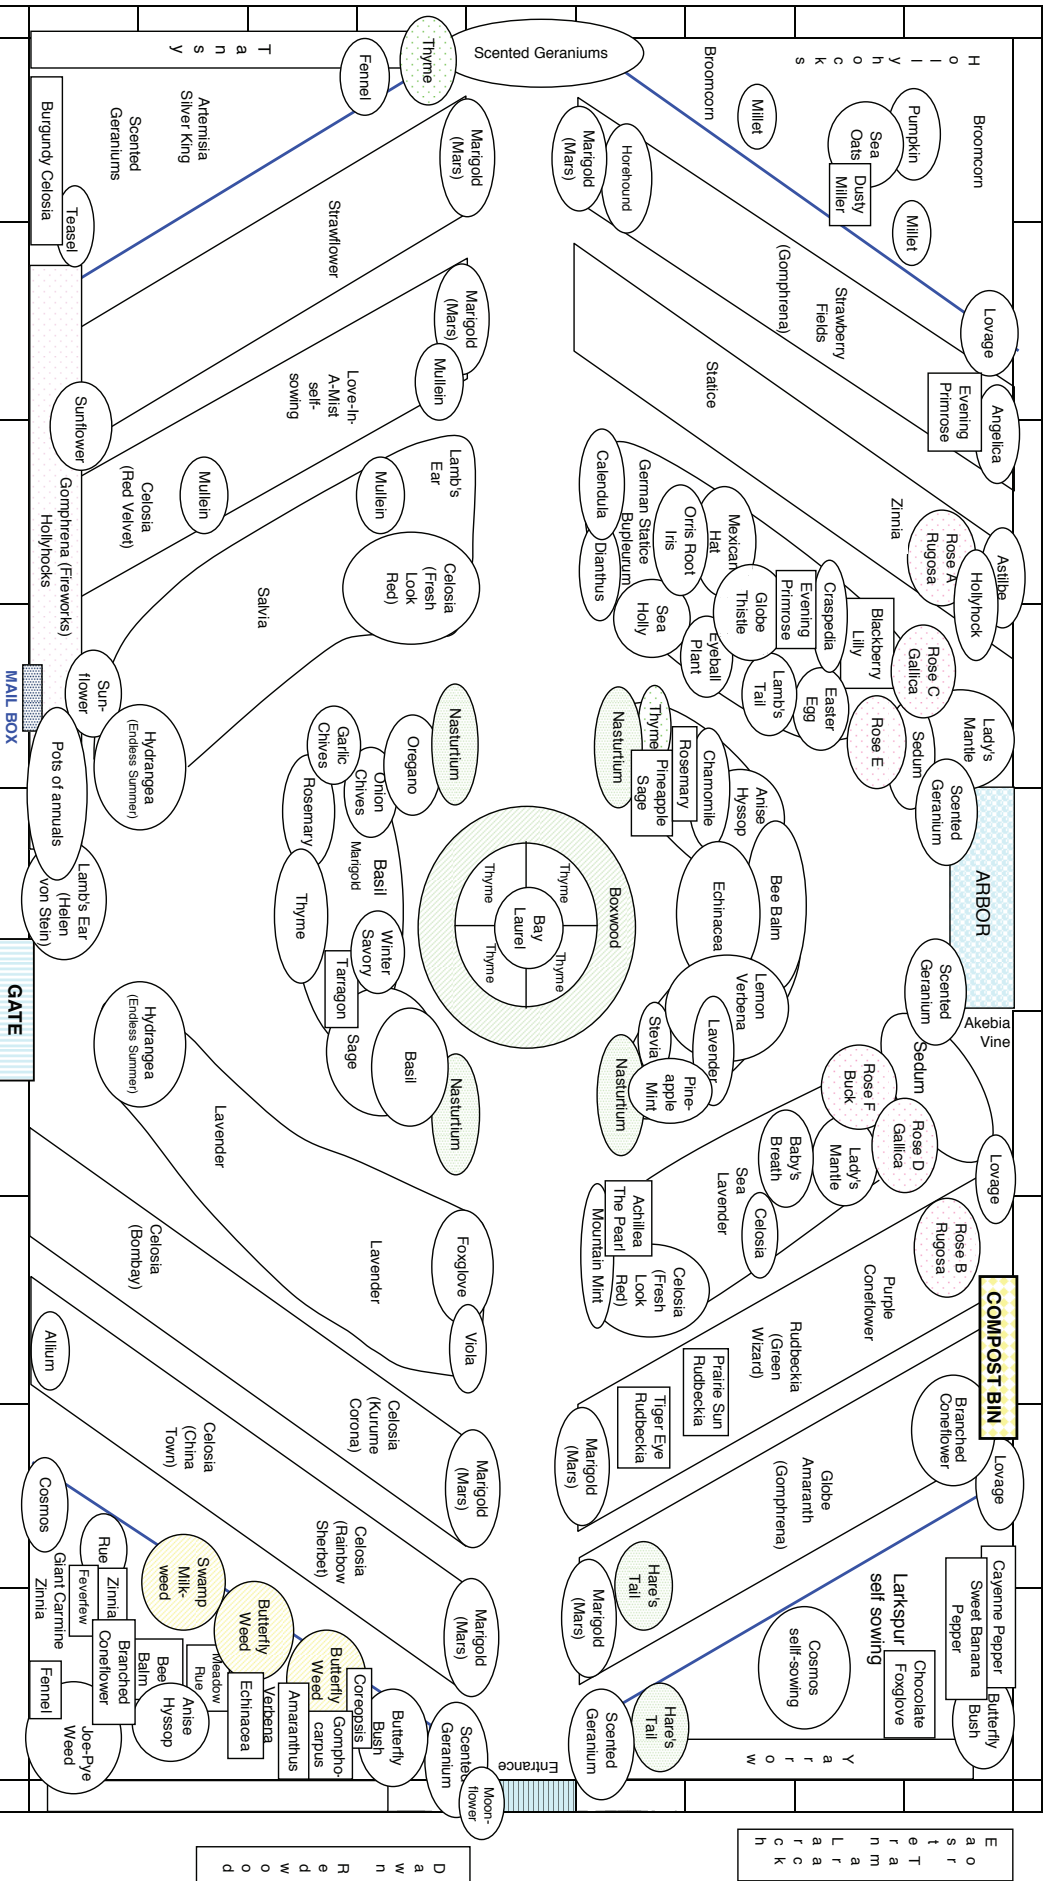 Hollyhocks
Broomcorn
Broomcorn
Pumpkin
Sea
Oats
Dusty
Miller
Millet
Millet
Lovage
Angelica
Evening
Primrose
Strawberry
Fields
(Gomphrena)
Horehound
Marigold
(Mars)
Scented Geraniums
Thyme
Fennel
Tansy
Artemisia
Silver King
Scented
Geraniums
Burgundy Celosia
Teasel
Marigold
(Mars)
Strawflower
Marigold
(Mars)
Mullein
Love-In-
A-Mist
self-
sowing
Sunflower
Gomphrena (Fireworks)
Hollyhocks
Celosia
(Red Velvet)
Mullein
Mullein
Lamb's
Ear
Celosia
(Fresh
Look
Red)
Salvia
Statice
Zinnia
Rose A
Rugosa
Astilbe
Hollyhock
Rose C
Gallica
Blackberry
Lilly
Craspedia
Evening
Primrose
Globe
Thistle
Mexican
Hat
Orris Root
Iris
German Statice
Bupleurum
Calendula
Dianthus
Sea
Holly
Eyeball
Plant
Lamb's
Tail
Easter
Egg
Rose E
Sedum
Lady's
Mantle
Scented
Geranium
ARBOR
Scented
Geranium
Akebia
Vine
Sun-
flower
MAIL BOX
Hydrangea
(Endless Summer)
Pots of annuals
Lamb's Ear
(Helen
von Stein)
GATE
Hydrangea
(Endless Summer)
Nasturtium
Oregano
Onion
Chives
Garlic
Chives
Rosemary
Marigold
Basil
Thyme
Winter
Savory
Tarragon
Sage
Basil
Nasturtium
Boxwood
Thyme
Thyme
Bay
Laurel
Thyme
Thyme
Nasturtium
Thyme
Pineapple
Sage
Rosemary
Chamomile
Anise
Hyssop
Bee Balm
Echinacea
Lemon
Verbena
Lavender
Stevia
Pine-
apple
Mint
Nasturtium
Sedum
Rose F
Buck
Rose D
Gallica
Lady's
Mantle
Baby's
Breath
Lovage
Rose B
Rugosa
Sea
Lavender
Celosia
Achillea
The Pearl
Mountain Mint
Celosia
(Fresh
Look
Red)
Purple
Coneflower
Rudbeckia
(Green
Wizard)
Prairie Sun
Rudbeckia
Tiger Eye
Rudbeckia
Marigold
(Mars)
COMPOST BIN
Branched
Coneflower
Lovage
Globe
Amaranth
(Gomphrena)
Hare's
Tail
Marigold
(Mars)
Lavender
Lavender
Foxglove
Viola
Celosia
(Bombay)
Celosia
(Kurume
Corona)
Marigold
(Mars)
Allium
Celosia
(China
Town)
Celosia
(Rainbow
Sherbet)
Marigold
(Mars)
Cayenne Pepper
Sweet Banana
Pepper
Larkspur
self sowing
Cosmos
self-sowing
Chocolate
Foxglove
Butterfly
Bush
Yarrow
Hare's
Tail
Scented
Geranium
Entrance
Moon-
flower
Scented
Geranium
Butterfly
Bush
Coreopsis
Gompho-
carpus
Amaranthus
Verbena
Echinacea
Butterfly
Weed
Butterfly
Weed
Swamp
Milk-
weed
Meadow
Rue
Anise
Hyssop
Bee
Balm
Branched
Coneflower
Zinnia
Feverfew
Rue
Giant Carmine
Zinnia
Cosmos
Fennel
Joe-Pye
Weed
Eastern Larch
or Tamarack
Dawn Redwood